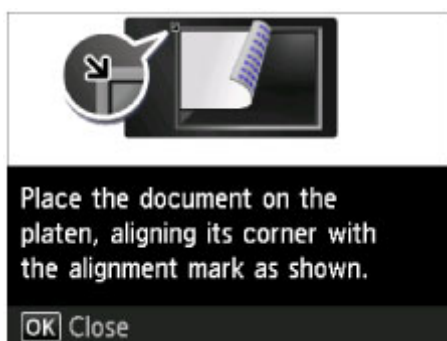 Place the document on the
platen, aligning its corner with
the alignment mark as shown.
OK Close